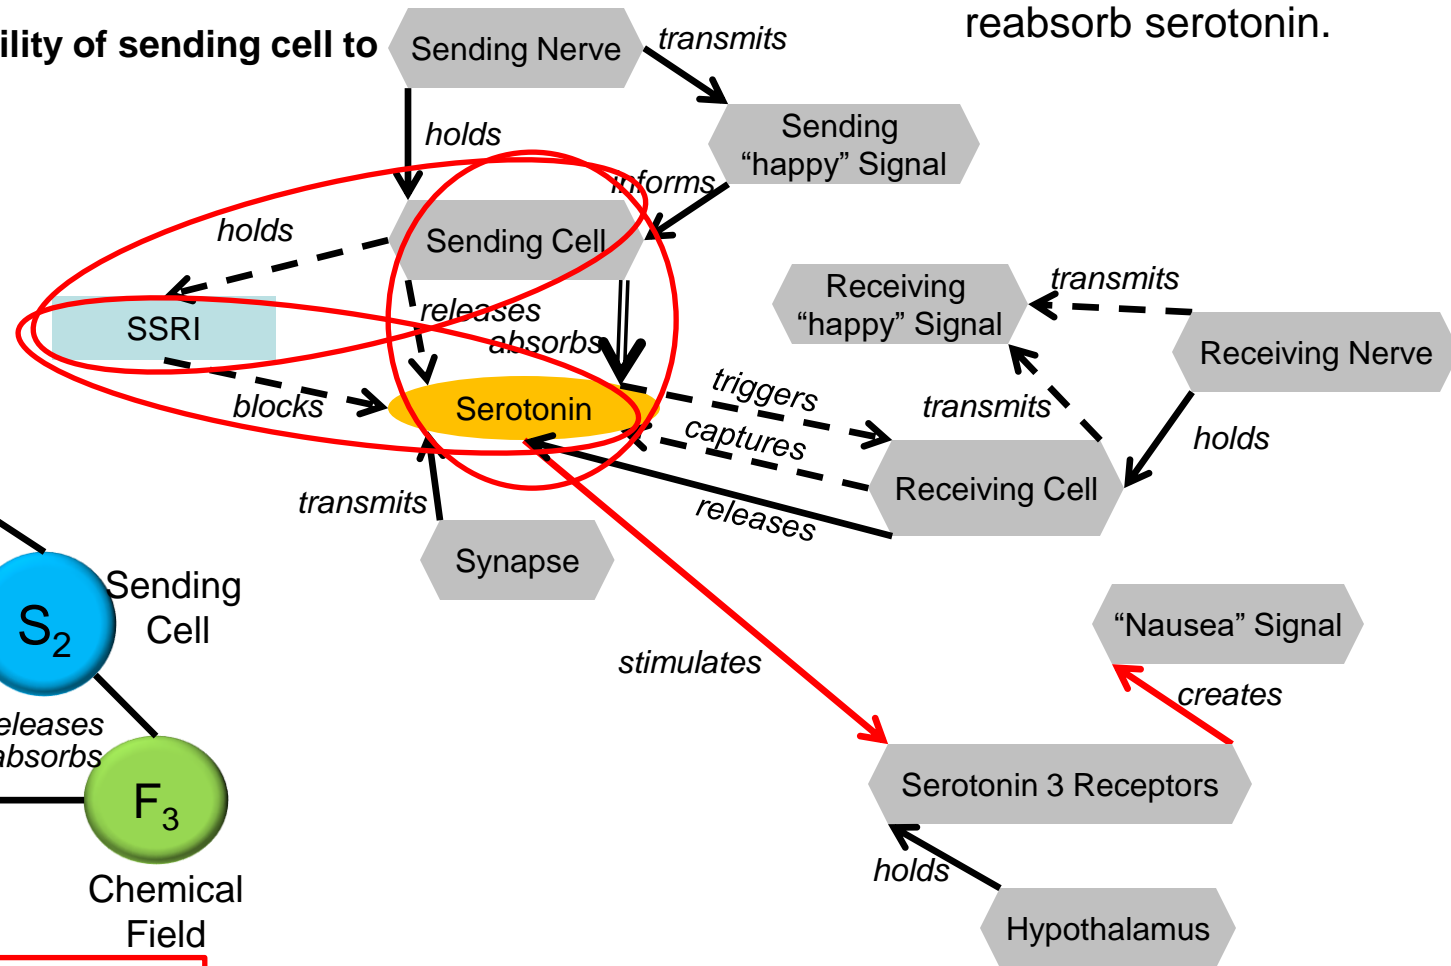 ility of sending cell to
reabsorb serotonin.
Sending Nerve
transmits
holds
Sending
“happy” Signal
informs
holds
Sending Cell
Receiving
“happy” Signal
transmits
SSRI
releases
absorbs
Receiving Nerve
blocks
Serotonin
triggers
captures
transmits
holds
transmits
releases
Receiving Cell
Synapse
Sending
Cell
S₂
stimulates
“Nausea” Signal
creates
eleases
absorbs
F₃
Serotonin 3 Receptors
Chemical
Field
holds
Hypothalamus